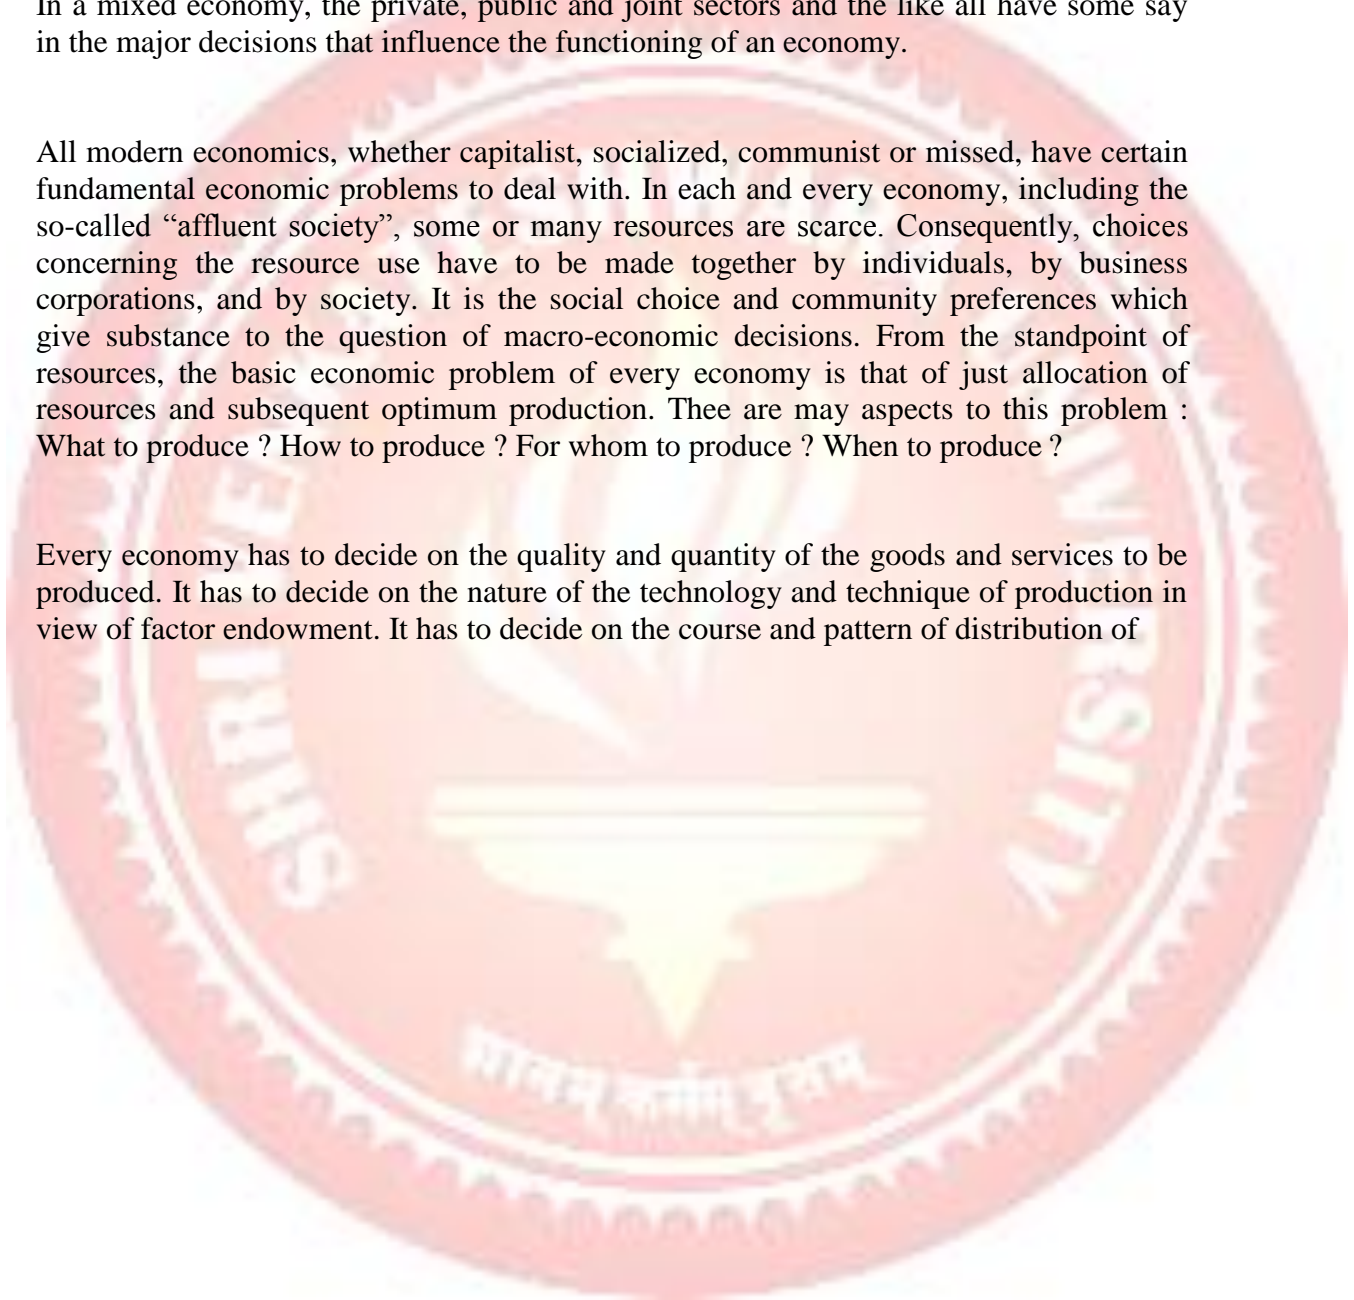 In a mixed economy, the private, public and joint sectors and the like all have some say
in the major decisions that influence the functioning of an economy.
All modern economics, whether capitalist, socialized, communist or missed, have certain
fundamental economic problems to deal with. In each and every economy, including the
so-called “affluent society”, some or many resources are scarce. Consequently, choices
concerning the resource use have to be made together by individuals, by business
corporations, and by society. It is the social choice and community preferences which
give substance to the question of macro-economic decisions. From the standpoint of
resources, the basic economic problem of every economy is that of just allocation of
resources and subsequent optimum production. Thee are may aspects to this problem :
What to produce ? How to produce ? For whom to produce ? When to produce ?
Every economy has to decide on the quality and quantity of the goods and services to be
produced. It has to decide on the nature of the technology and technique of production in
view of factor endowment. It has to decide on the course and pattern of distribution of
SHRI
UNIVERSITY